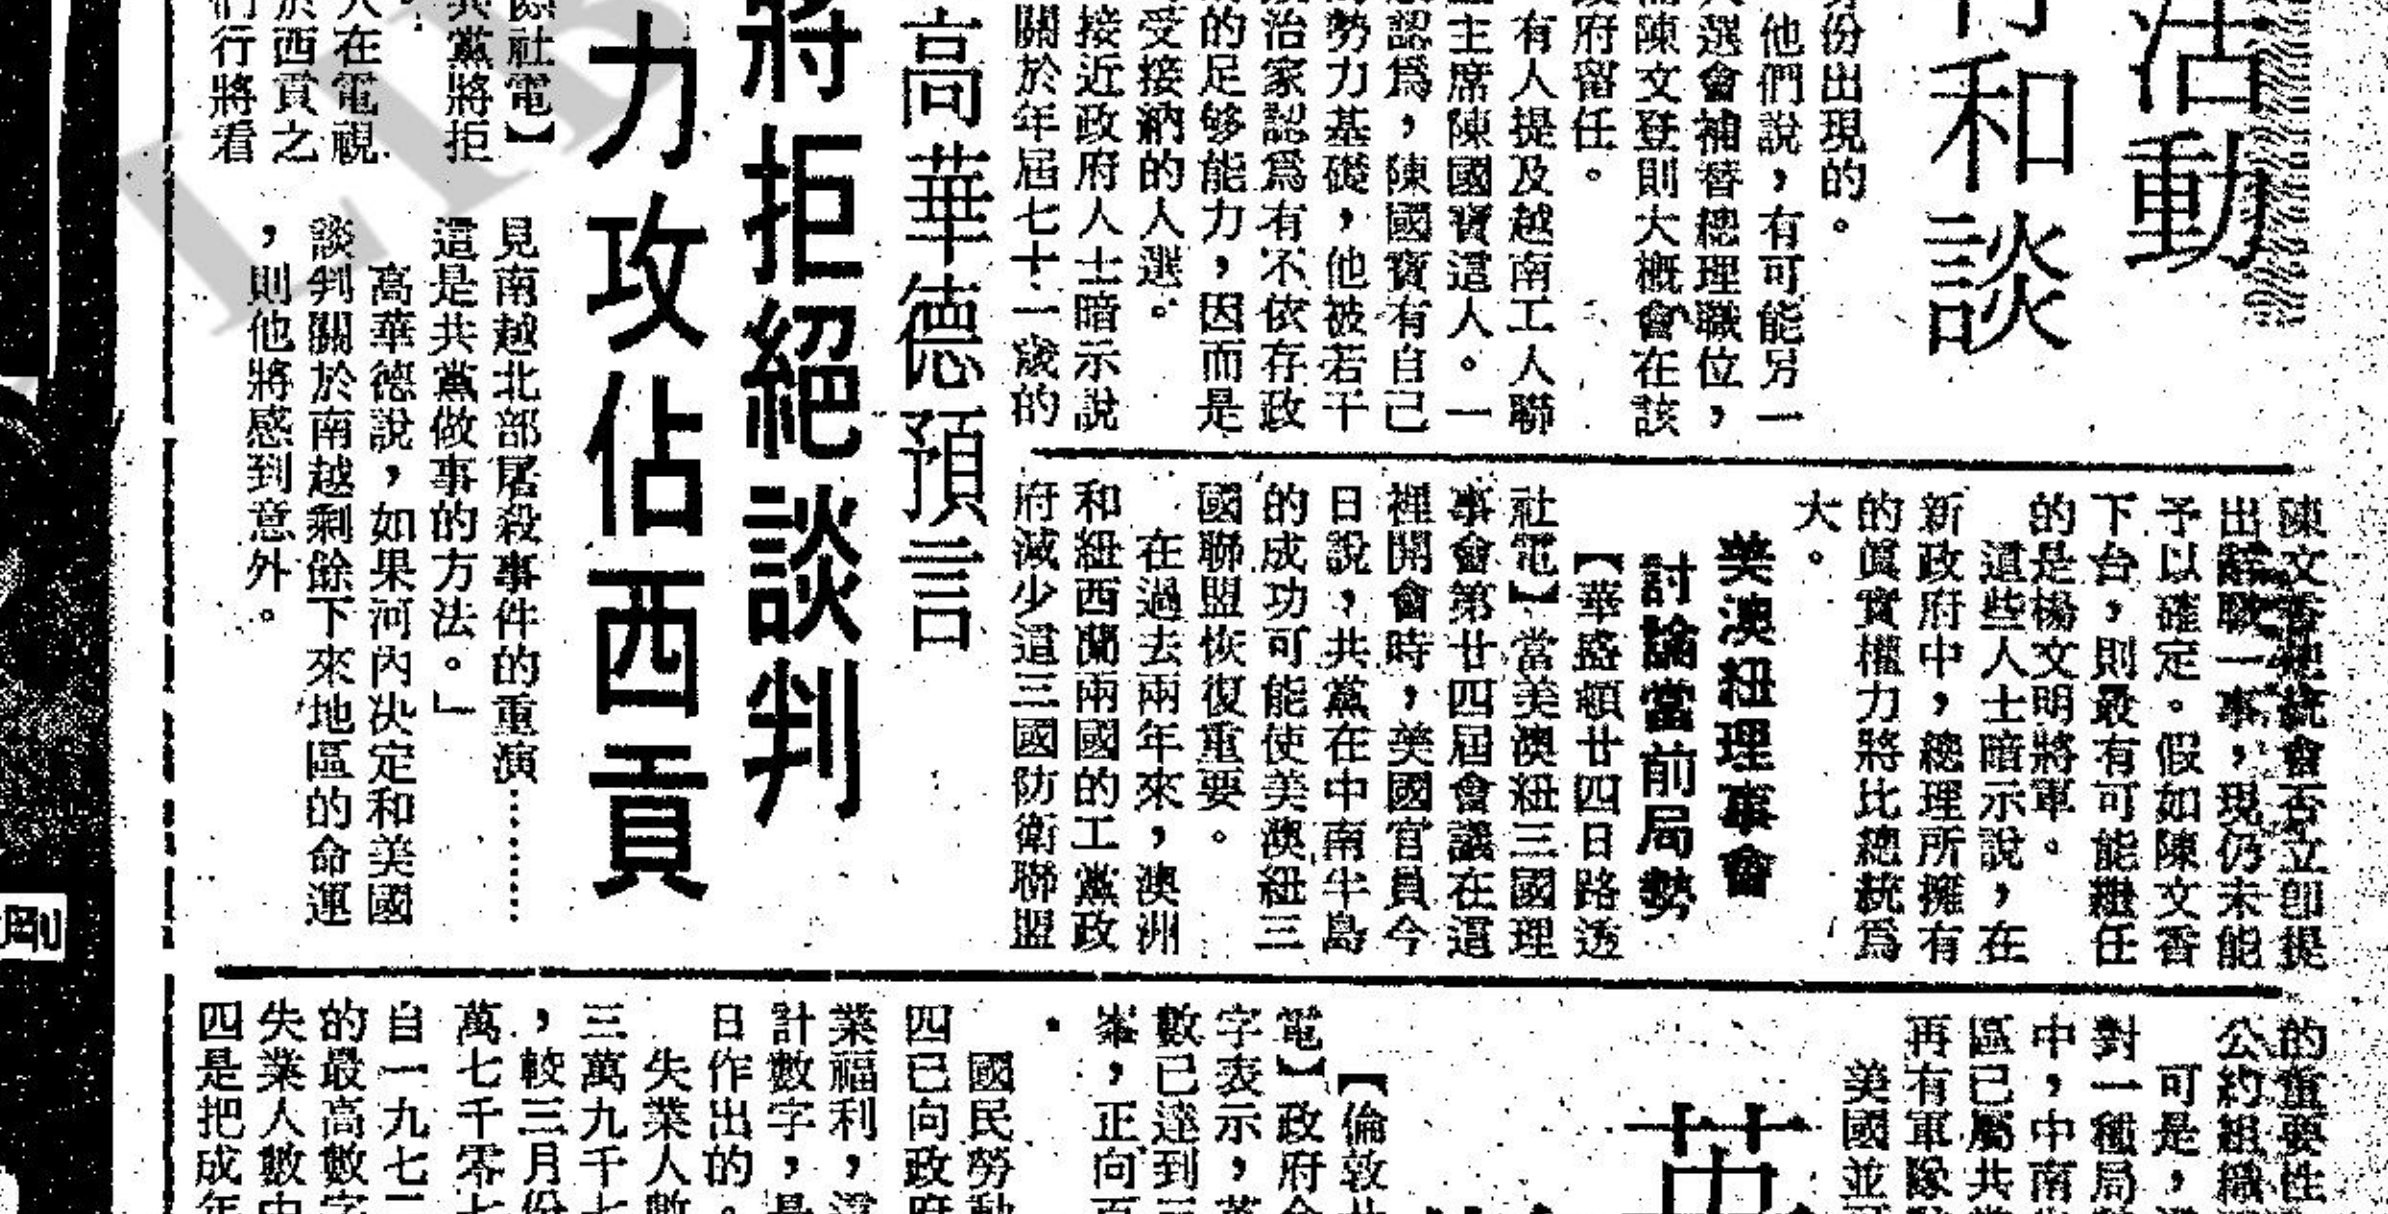 活動
和談
份出現的。
他們說，有可能另一
選會補替總理職位，
陳文登則大概會在該
府留任。
有人提及越南工人聯
主席陳國寶這人。一
認爲，陳國寶有自己
勢力基礎，他被若干
治家認爲有不依存政
的足够能力，因而是
受接納的人選。
接近政府人士暗示說
關於年屆七十一歲的
陳文香總統會否立卽提
出辭職一事，現仍未能
予以確定。假如陳文香
下台，則最有可能繼任
的是楊文明將軍。
這些人士暗示說，在
新政府中，總理所擁有
的眞實權力將比總統爲
大。
美澳紐理事會
討論當前局勢
【華盛頓廿四日路透
社電】當美澳紐三國理
事會第廿四屆會議在這
裡開會時，美國官員今
日說，共黨在中南半島
的成功可能使美澳紐三
國聯盟恢復重要。
在過去兩年來，澳洲
和紐西蘭兩國的工黨政
府減少這三國防衛聯盟
的重要性
公約組織
可是，
對一種局
中，中南
區已屬共
再有軍隊
美國並
高華德預言
將拒絕談判
力攻佔西貢
社電】
黨將拒
人在電視
於西貢之
們行將看
見南越北部屠殺事件的重演………
這是共黨做事的方法。」
高華德說，如果河內決定和美國
談判關於南越剩餘下來地區的命運
，則他將感到意外。
英
【倫敦廿
電】政府
字表示，英
數已達到
峯，正向百
國民勞動
四已向政府
業福利，這
計數字，是
日作出的。
失業人數
三萬九千七
，較三月份
萬七千零七
自一九七
的最高數字
失業人數中
四是把成年
剛